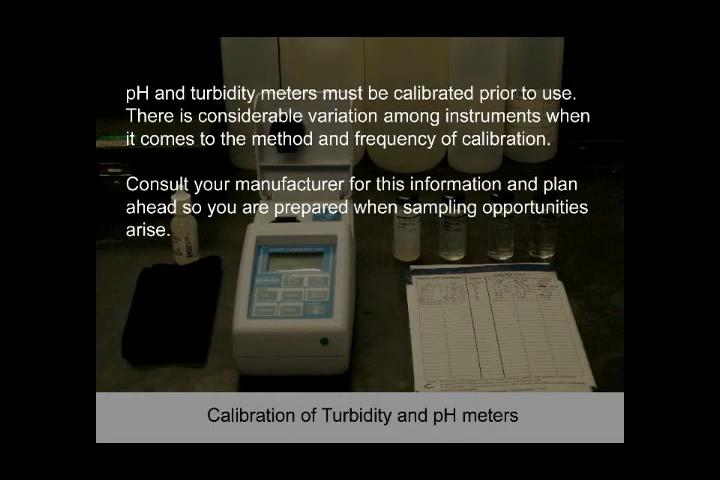 pH and turbidity meters must be calibrated prior to use.
There is considerable variation among instruments when
it comes to the method and frequency of calibration.
Consult your manufacturer for this information and plan
ahead so you are prepared when sampling opportunities
arise.
Calibration of Turbidity and pH meters